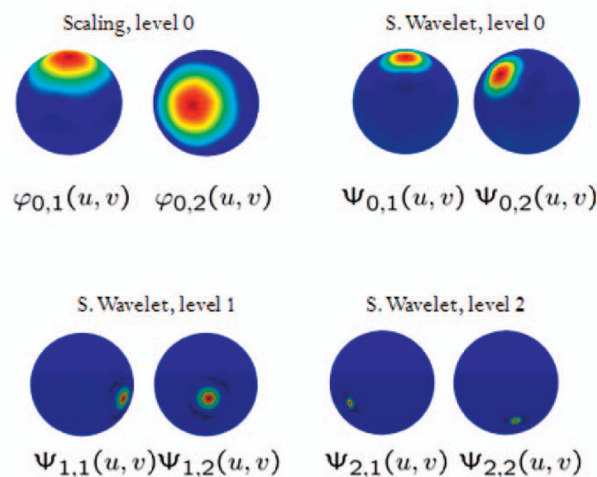 Scaling, level 0
S. Wavelet, level 0
φ₀,₁(u, v) φ₀,₂(u, v)
Ψ₀,₁(u, v) Ψ₀,₂(u, v)
S. Wavelet, level 1
S. Wavelet, level 2
Ψ₁,₁(u, v) Ψ₁,₂(u, v)
Ψ₂,₁(u, v) Ψ₂,₂(u, v)